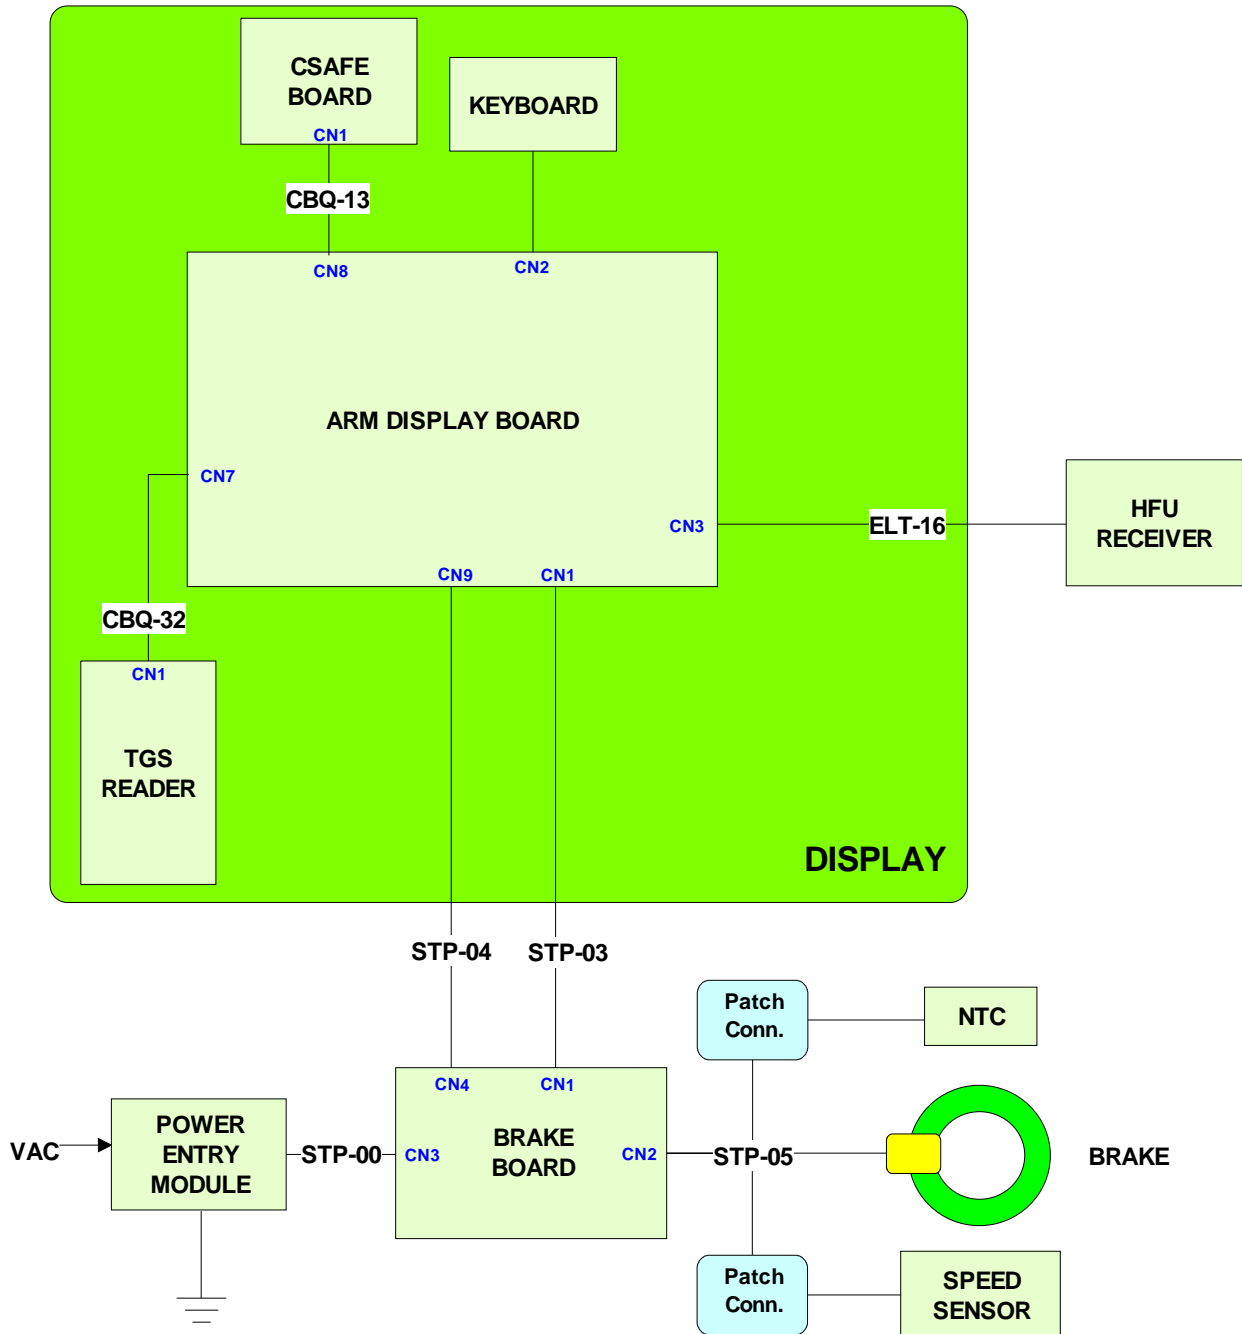 CSAFE
BOARD
CN1
KEYBOARD
CBQ-13
CN8
CN2
ARM DISPLAY BOARD
CN7
CN3
ELT-16
HFU
RECEIVER
CN9
CN1
CBQ-32
CN1
TGS
READER
DISPLAY
STP-04
STP-03
Patch
Conn.
NTC
CN4
CN1
POWER
ENTRY
MODULE
VAC
STP-00
CN3
BRAKE
BOARD
CN2
STP-05
BRAKE
Patch
Conn.
SPEED
SENSOR